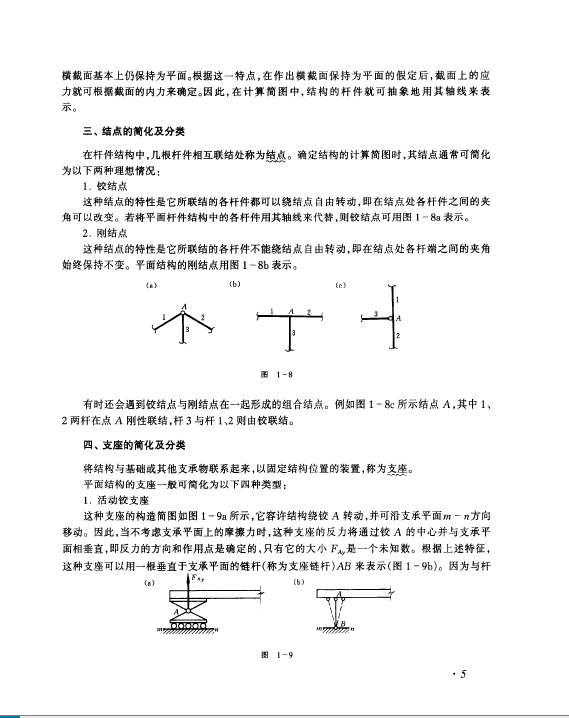 横截面基本上仍保持为平面。根据这一特点,在作出横截面保持为平面的假定后,截面上的应
力就可根据截面的内力来确定。因此,在计算简图中,结构的杆件就可抽象地用其轴线来表
示。
三、结点的简化及分类
在杆件结构中,几根杆件相互联结处称为结点。确定结构的计算简图时,其结点通常可简化
为以下两种理想情况:
1. 铰结点
这种结点的特性是它所联结的各杆件都可以绕结点自由转动,即在结点处各杆件之间的夹
角可以改变。若将平面杆件结构中的各杆件用其轴线来代替,则铰结点可用图 1-8a 表示。
2. 刚结点
这种结点的特性是它所联结的各杆件不能绕结点自由转动,即在结点处各杆端之间的夹角
始终保持不变。平面结构的刚结点用图 1-8b 表示。
(a) (b) (c)
A 1 2 3
1 A 2 3
1 3 A 2
图 1-8
有时还会遇到铰结点与刚结点在一起形成的组合结点。例如图 1-8c 所示结点 A,其中 1、
2 两杆在点 A 刚性联结,杆 3 与杆 1、2 则由铰联结。
四、支座的简化及分类
将结构与基础或其他支承物联系起来,以固定结构位置的装置,称为支座。
平面结构的支座一般可简化为以下四种类型:
1. 活动铰支座
这种支座的构造简图如图 1-9a 所示,它容许结构绕铰 A 转动,并可沿支承平面 m-n 方向
移动。因此,当不考虑支承平面上的摩擦力时,这种支座的反力将通过铰 A 的中心并与支承平
面相垂直,即反力的方向和作用点是确定的,只有它的大小 FAy 是一个未知数。根据上述特征,
这种支座可以用一根垂直于支承平面的链杆(称为支座链杆)AB 来表示(图 1-9b)。因为与杆
(a) FAy (b)
A A
m n m B n
图 1-9
· 5